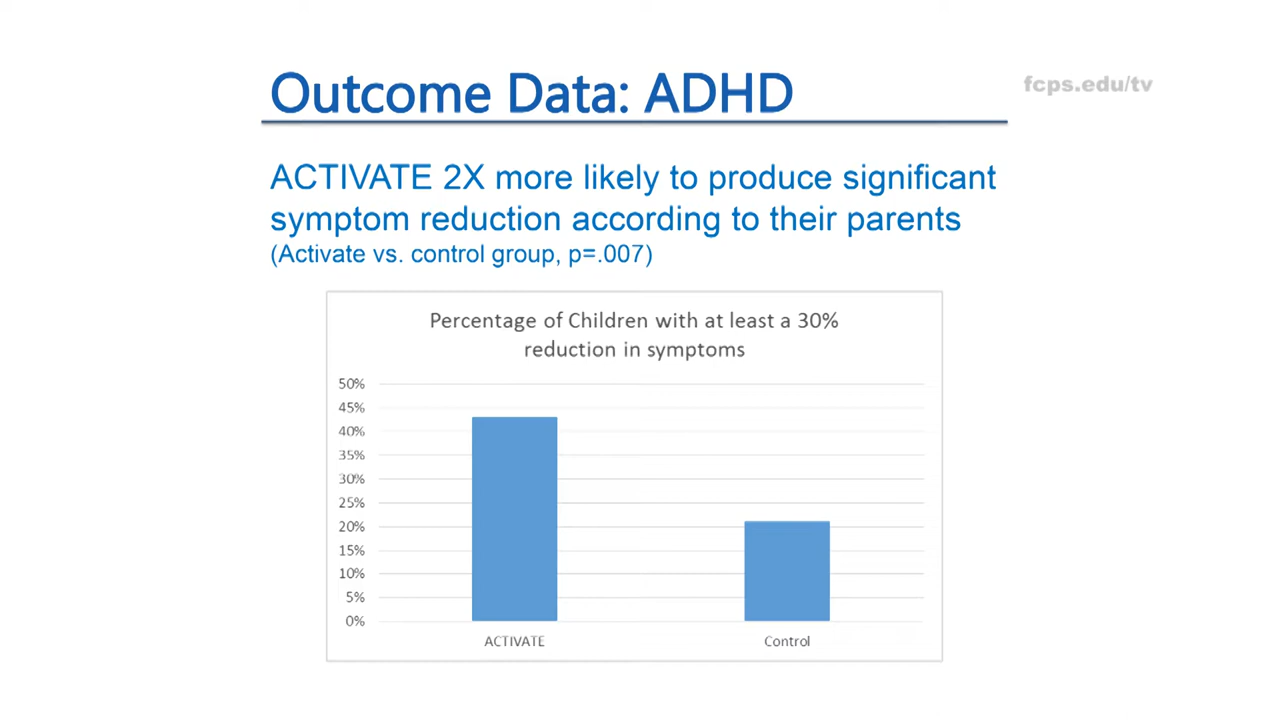 Outcome Data: ADHD
fcps.edu/tv
ACTIVATE 2X more likely to produce significant
symptom reduction according to their parents
(Activate vs. control group, p=.007)
Percentage of Children with at least a 30%
reduction in symptoms
50%
45%
40%
35%
30%
25%
20%
15%
10%
5%
0%
ACTIVATE
Control